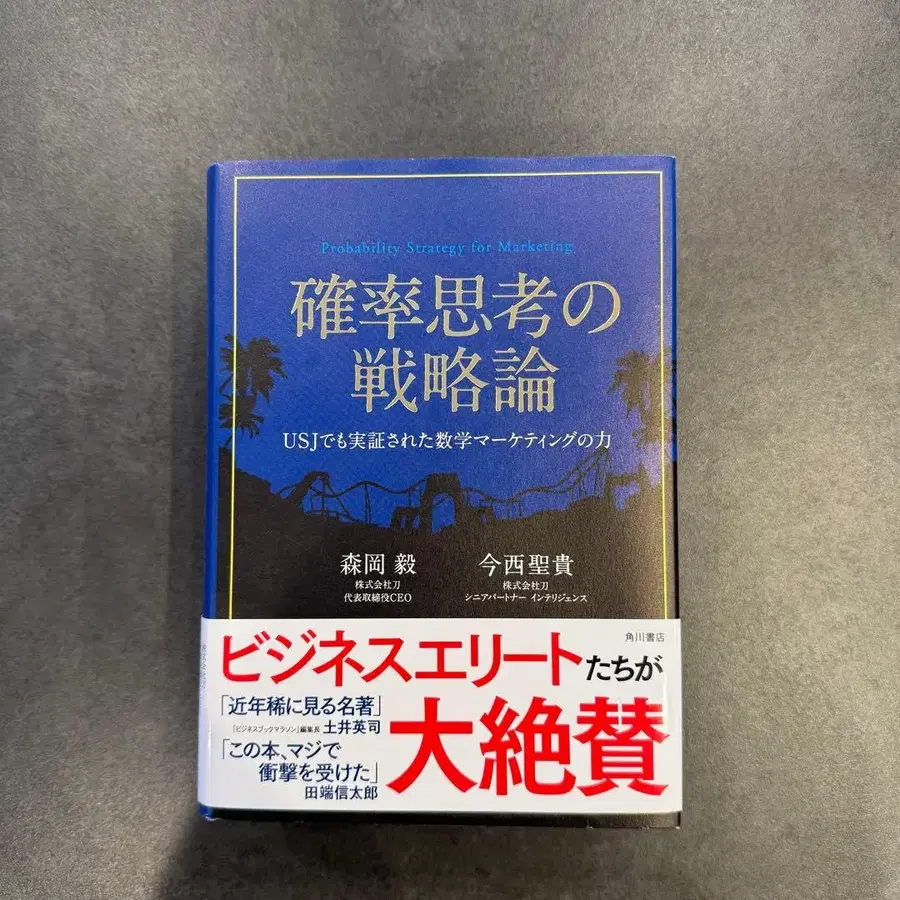 Probability Strategy for Marketing
確率思考の
戦略論
USJでも実証された数学マーケティングの力
森岡 毅
株式会社刀
代表取締役CEO
今西聖貴
株式会社刀
シニアパートナー インテリジェンス
角川書店
ビジネスエリートたちが
大絶賛
「近年稀に見る名著」
「ビジネスブックマラソン」編集長 土井英司
「この本、マジで
衝撃を受けた」
田端信太郎